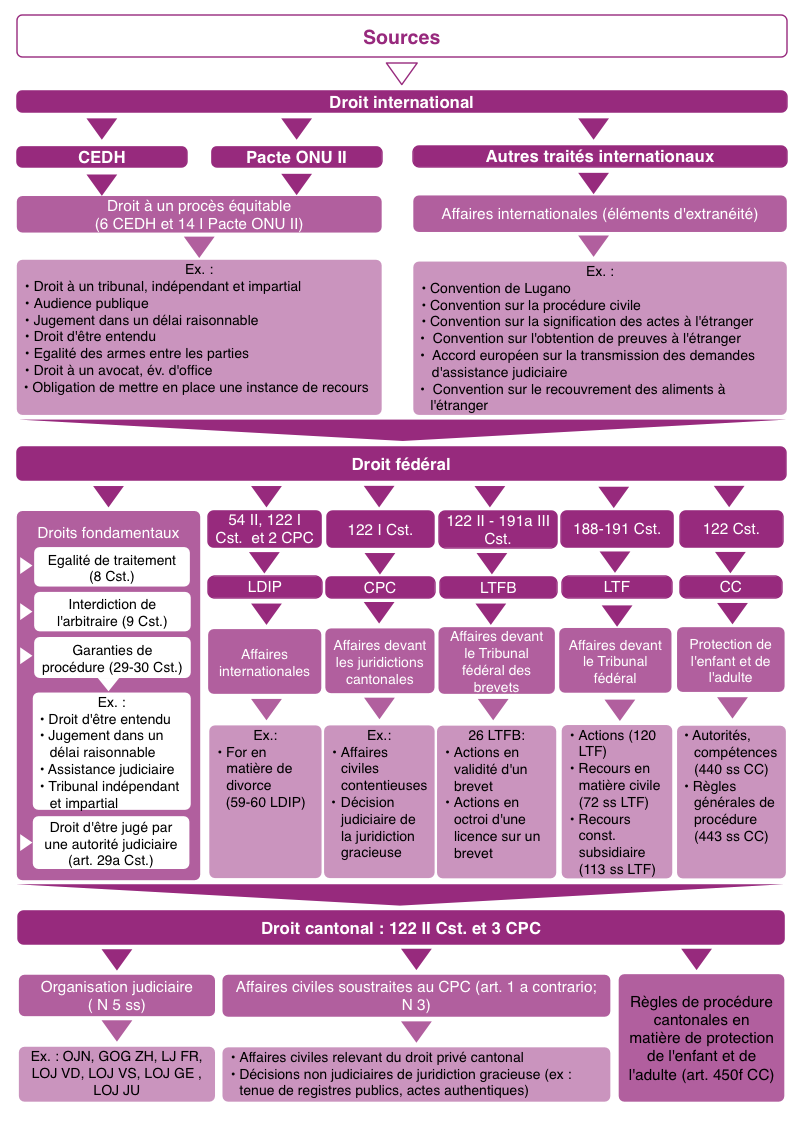 Sources
Droit international
CEDH
Pacte ONU II
Droit à un procès équitable
(6 CEDH et 14 I Pacte ONU II)
Ex. :
• Droit à un tribunal, indépendant et impartial
• Audience publique
• Jugement dans un délai raisonnable
• Droit d'être entendu
• Egalité des armes entre les parties
• Droit à un avocat, év. d'office
• Obligation de mettre en place une instance de recours
Autres traités internationaux
Affaires internationales (éléments d'extranéité)
Ex. :
• Convention de Lugano
• Convention sur la procédure civile
• Convention sur la signification des actes à l'étranger
• Convention sur l'obtention de preuves à l'étranger
• Accord européen sur la transmission des demandes
d'assistance judiciaire
• Convention sur le recouvrement des aliments à
l'étranger
Droit fédéral
Droits fondamentaux
Egalité de traitement
(8 Cst.)
Interdiction de
l'arbitraire (9 Cst.)
Garanties de
procédure (29-30 Cst.)
Ex. :
• Droit d'être entendu
• Jugement dans un
délai raisonnable
• Assistance judiciaire
• Tribunal indépendant
et impartial
Droit d'être jugé par
une autorité judiciaire
(art. 29a Cst.)
54 II, 122 I
Cst. et 2 CPC
LDIP
Affaires
internationales
Ex.:
• For en
matière de
divorce
(59-60 LDIP)
122 I Cst.
CPC
Affaires devant
les juridictions
cantonales
Ex.:
• Affaires
civiles
contentieuses
• Décision
judiciaire de
la juridiction
gracieuse
122 II - 191a III
Cst.
LTFB
Affaires devant
le Tribunal
fédéral des
brevets
26 LTFB:
• Actions en
validité d'un
brevet
• Actions en
octroi d'une
licence sur un
brevet
188-191 Cst.
LTF
Affaires devant
le Tribunal
fédéral
• Actions (120
LTF)
• Recours en
matière civile
(72 ss LTF)
• Recours
const.
subsidiaire
(113 ss LTF)
122 Cst.
CC
Protection de
l'enfant et de
l'adulte
• Autorités,
compétences
(440 ss CC)
• Règles
générales de
procédure
(443 ss CC)
Droit cantonal : 122 II Cst. et 3 CPC
Organisation judiciaire
( N 5 ss)
Ex. : OJN, GOG ZH, LJ FR,
LOJ VD, LOJ VS, LOJ GE ,
LOJ JU
Affaires civiles soustraites au CPC (art. 1 a contrario;
N 3)
• Affaires civiles relevant du droit privé cantonal
• Décisions non judiciaires de juridiction gracieuse (ex :
tenue de registres publics, actes authentiques)
Règles de procédure
cantonales en
matière de protection
de l'enfant et de
l'adulte (art. 450f CC)